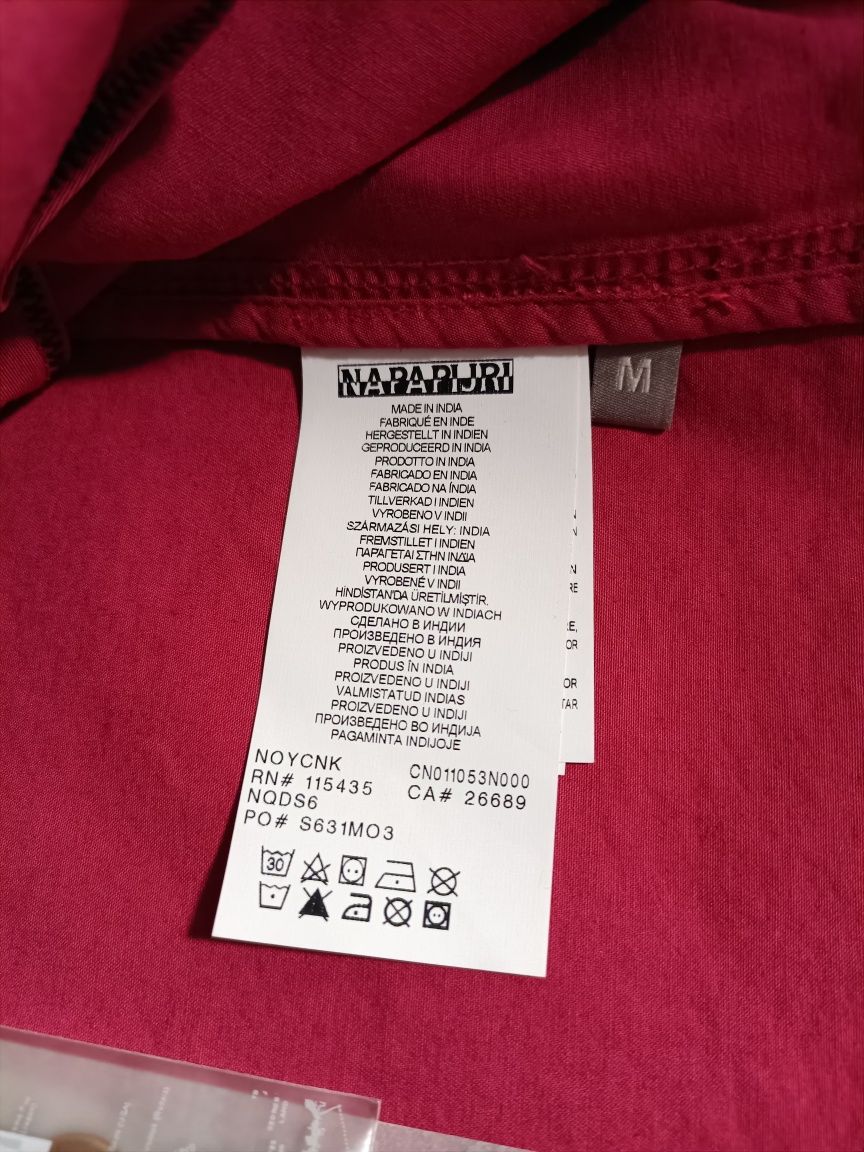 NAPAPIJRI
M
MADE IN INDIA
FABRIQUÉ EN INDE
HERGESTELLT IN INDIEN
GEPRODUCEERD IN INDIA
PRODOTTO IN INDIA
FABRICADO EN INDIA
FABRICADO NA ÍNDIA
TILLVERKAD I INDIEN
VYROBENO V INDII
SZÁRMAZÁSI HELY: INDIA
FREMSTILLET I INDIEN
ΠΑΡΑΓΕΤΑΙ ΣΤΗΝ ΙΝΔΙΑ
PRODUSERT I INDIA
VYROBENÉ V INDII
HİNDİSTAN'DA ÜRETİLMİŞTİR.
WYPRODUKOWANO W INDIACH
СДЕЛАНО В ИНДИИ
ПРОИЗВЕДЕНО В ИНДИЯ
PROIZVEDENO U INDIJI
PRODUS ÎN INDIA
PROIZVEDENO U INDIJI
VALMISTATUD INDIAS
PROIZVEDENO U INDIJI
ПРОИЗВЕДЕНО ВО ИНДИЈА
PAGAMINTA INDIJOJE
NOYCNK CN011053N000
RN# 115435 CA# 26689
NQDS6
PO# S631MO3
30